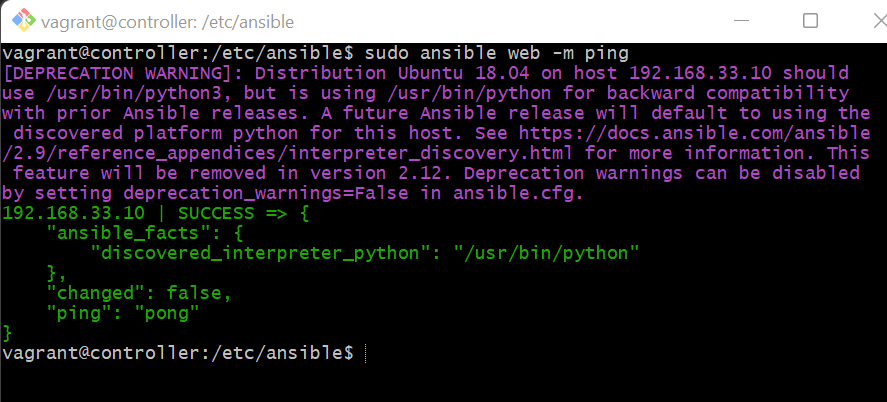 vagrant@controller: /etc/ansible
vagrant@controller:/etc/ansible$ sudo ansible web -m ping
[DEPRECATION WARNING]: Distribution Ubuntu 18.04 on host 192.168.33.10 should
use /usr/bin/python3, but is using /usr/bin/python for backward compatibility
with prior Ansible releases. A future Ansible release will default to using the
 discovered platform python for this host. See https://docs.ansible.com/ansible
/2.9/reference_appendices/interpreter_discovery.html for more information. This
 feature will be removed in version 2.12. Deprecation warnings can be disabled
by setting deprecation_warnings=False in ansible.cfg.
192.168.33.10 | SUCCESS => {
    "ansible_facts": {
        "discovered_interpreter_python": "/usr/bin/python"
    },
    "changed": false,
    "ping": "pong"
}
vagrant@controller:/etc/ansible$